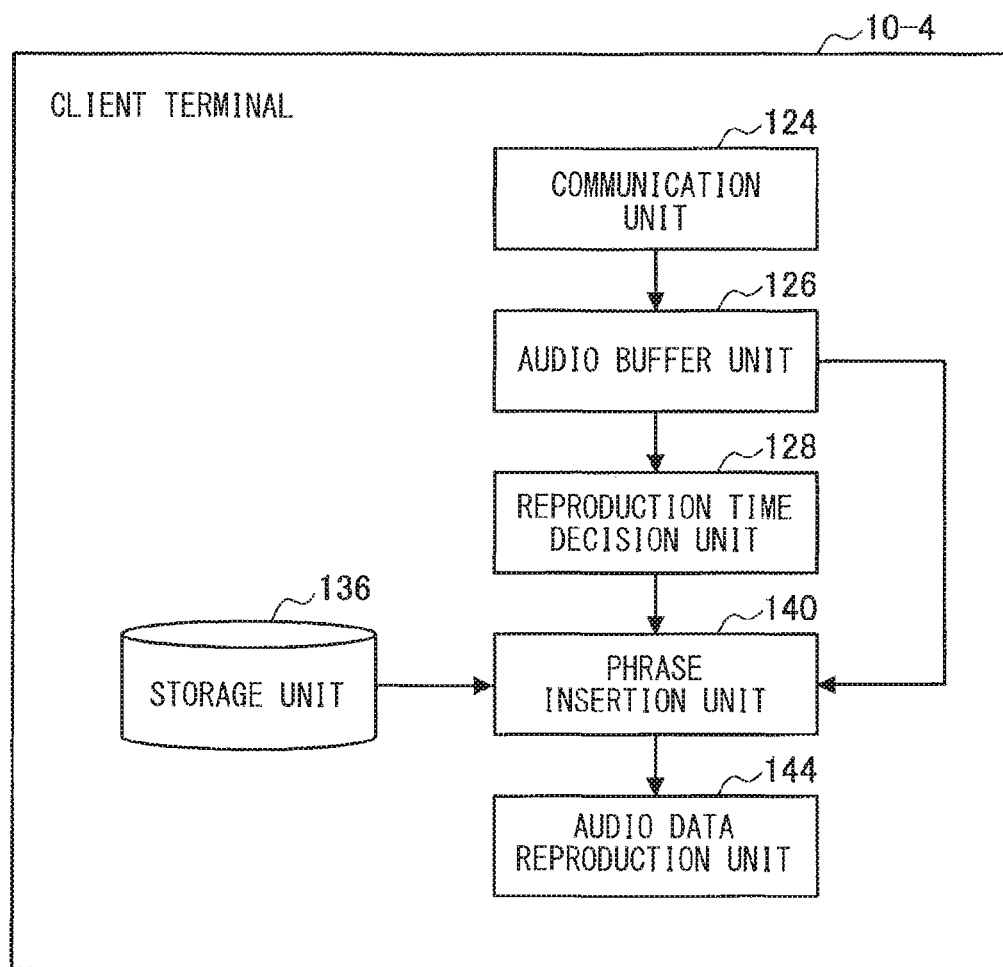 10-4
CLIENT TERMINAL
124
COMMUNICATION
UNIT
126
AUDIO BUFFER UNIT
128
REPRODUCTION TIME
DECISION UNIT
136
STORAGE UNIT
140
PHRASE
INSERTION UNIT
144
AUDIO DATA
REPRODUCTION UNIT